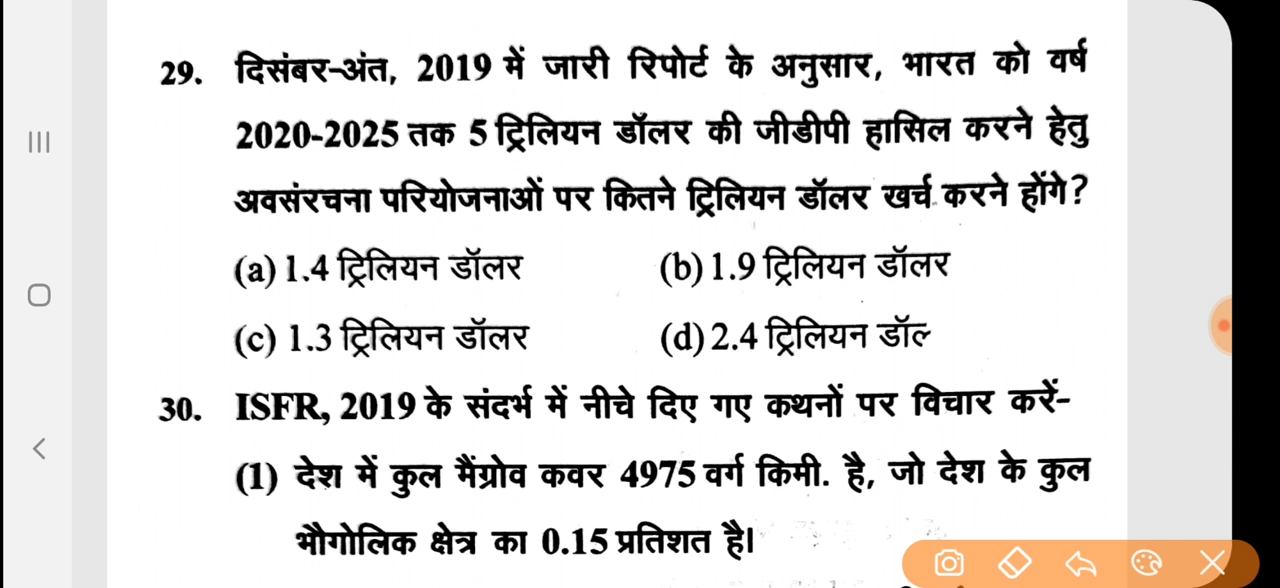 29. दिसंबर-अंत, 2019 में जारी रिपोर्ट के अनुसार, भारत को वर्ष
2020-2025 तक 5 ट्रिलियन डॉलर की जीडीपी हासिल करने हेतु
अवसंरचना परियोजनाओं पर कितने ट्रिलियन डॉलर खर्च करने होंगे?
(a) 1.4 ट्रिलियन डॉलर (b) 1.9 ट्रिलियन डॉलर
(c) 1.3 ट्रिलियन डॉलर (d) 2.4 ट्रिलियन डॉल
30. ISFR, 2019 के संदर्भ में नीचे दिए गए कथनों पर विचार करें-
(1) देश में कुल मैंग्रोव कवर 4975 वर्ग किमी. है, जो देश के कुल
भौगोलिक क्षेत्र का 0.15 प्रतिशत है।